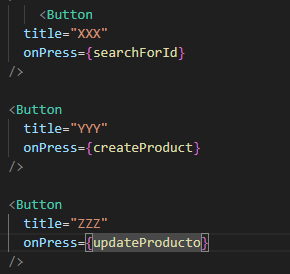 <Button
title="XXX"
onPress={searchForId}
/>
<Button
title="YYY"
onPress={createProduct}
/>
<Button
title="ZZZ"
onPress={updateProducto}
/>